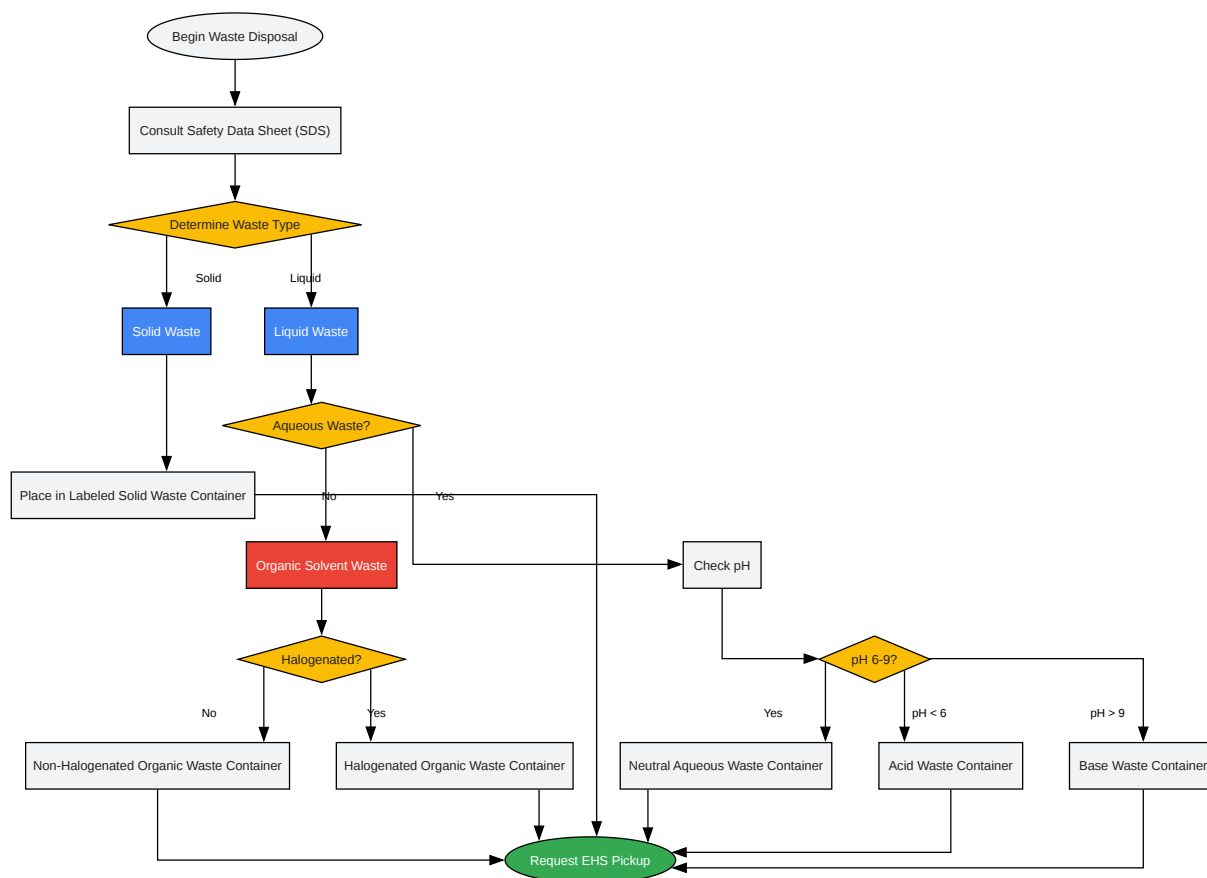 Begin Waste Disposal
Consult Safety Data Sheet (SDS)
Determine Waste Type
Solid
Liquid
Solid Waste
Liquid Waste
Aqueous Waste?
Place in Labeled Solid Waste Container
No
Yes
Organic Solvent Waste
Check pH
Halogenated?
pH 6-9?
No
Yes
Yes
pH < 6
pH > 9
Non-Halogenated Organic Waste Container
Halogenated Organic Waste Container
Neutral Aqueous Waste Container
Acid Waste Container
Base Waste Container
Request EHS Pickup